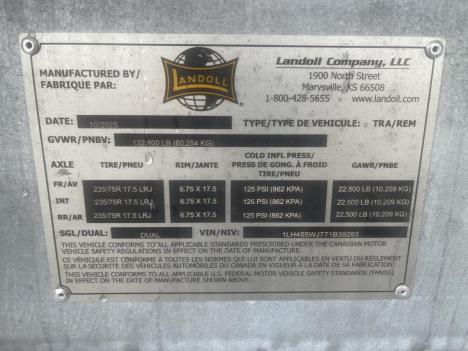 MANUFACTURED BY/
FABRIQUE PAR:
LANDOLL
Landoll Company, LLC
1900 North Street
Marysville, KS 66508
1-800-428-5655 www.landoll.com
DATE: 10/2025 TYPE/TYPE DE VEHICULE: TRA/REM
GVWR/PNBV: 132,800 LB (60,254 KG)
AXLE TIRE/PNEU RIM/JANTE COLD INFL PRESS/ GAWR/PNBE
PRESS DE GONG. À FROID
TIRE/PNEU
FR/AV 235/75R 17.5 LRJ 6.75 X 17.5 125 PSI (862 KPA) 22,500 LB (10,209 KG)
INT 235/75R 17.5 LRJ 6.75 X 17.5 125 PSI (862 KPA) 22,500 LB (10,209 KG)
RR/AR 235/75R 17.5 LRJ 6.75 X 17.5 125 PSI (862 KPA) 22,500 LB (10,209 KG)
SGL/DUAL: DUAL VIN/NIV: 1LH455WJ7T1B39283
THIS VEHICLE CONFORMS TO ALL APPLICABLE STANDARDS PRESCRIBED UNDER THE CANADIAN MOTOR
VEHICLE SAFETY REGULATIONS IN EFFECT ON THE DATE OF MANUFACTURE.
CE VÉHICULE EST CONFORME À TOUTES LES NORMES QUI LUI SONT APPLICABLES EN VERTU DU RÈGLEMENT
SUR LA SÉCURITÉ DES VÉHICULES AUTOMOBILES DU CANADA EN VIGUEUR À LA DATE DE SA FABRICATION.
THIS VEHICLE CONFORMS TO ALL APPLICABLE U.S. FEDERAL MOTOR VEHICLE SAFETY STANDARDS (FMVSS)
IN EFFECT ON THE DATE OF MANUFACTURE SHOWN ABOVE.